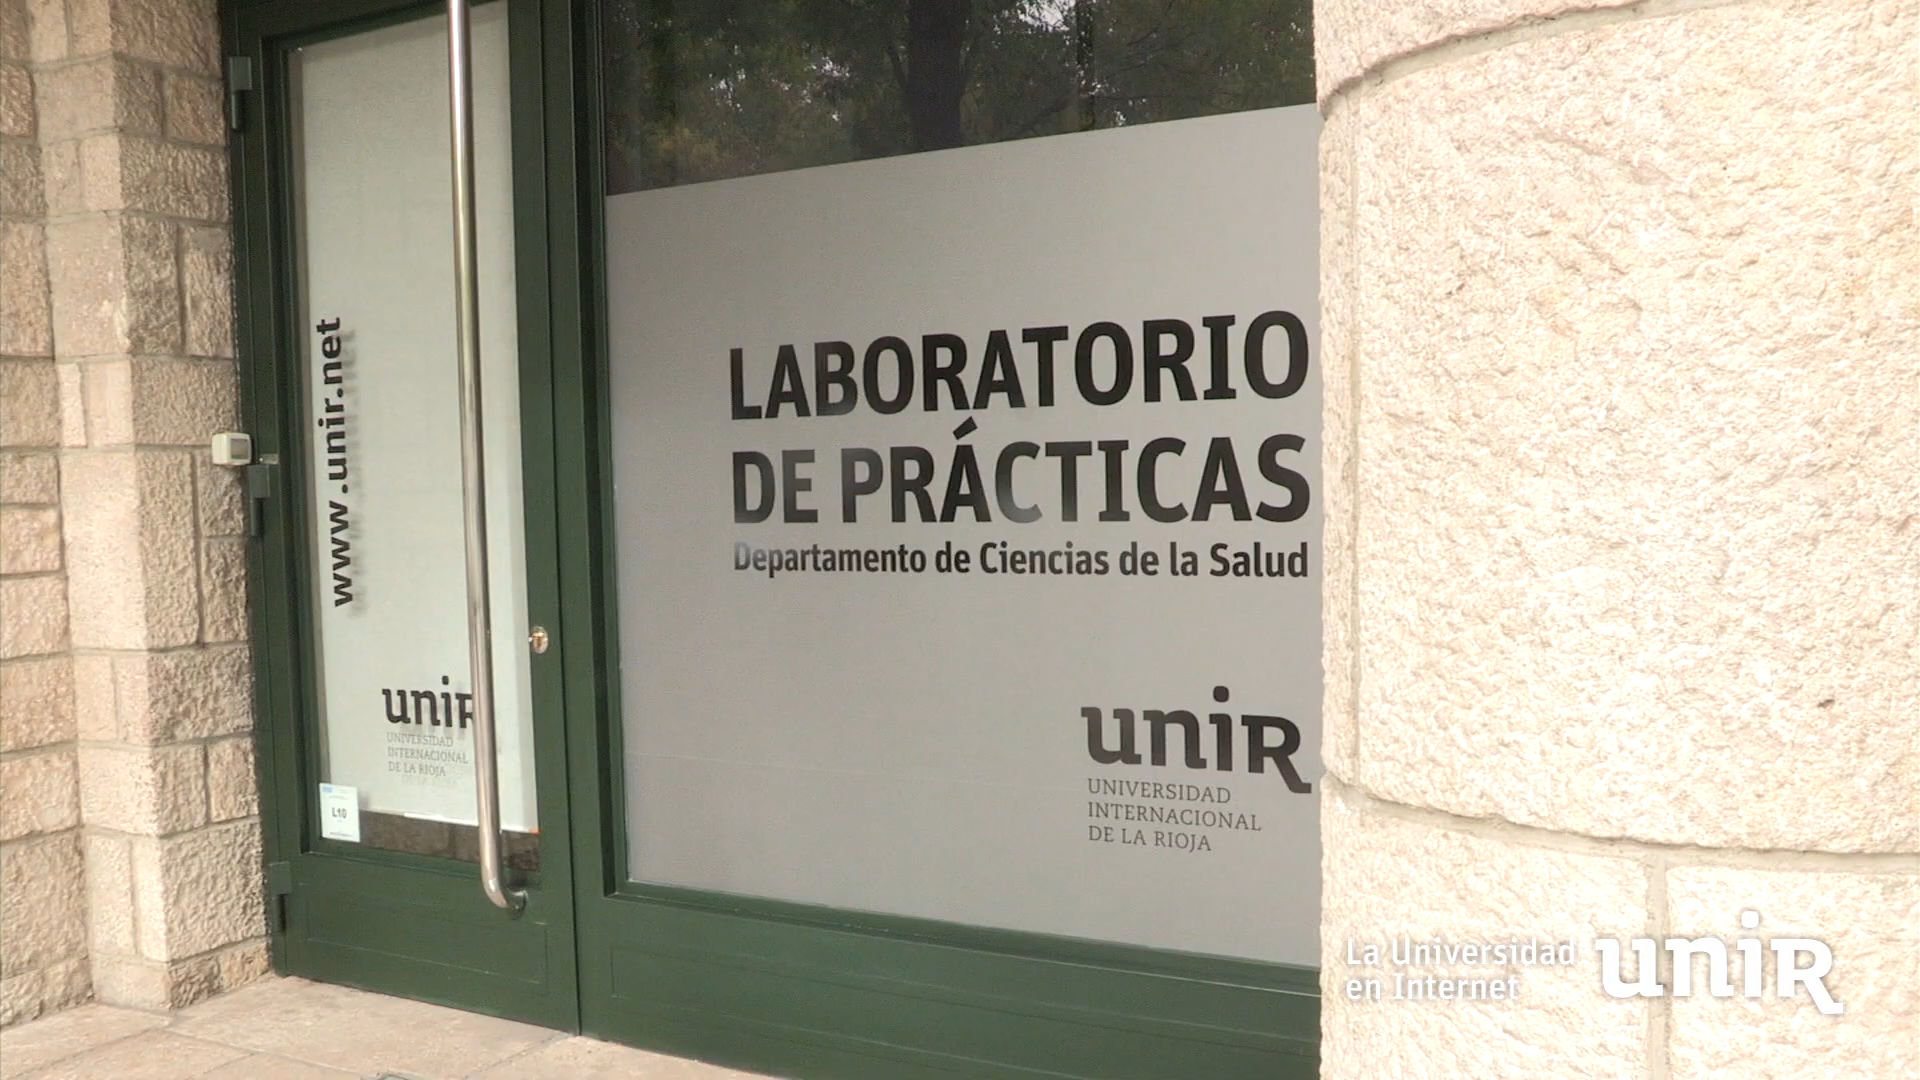 www.unir.net
unir
UNIVERSIDAD
INTERNACIONAL
DE LA RIOJA
L10
LABORATORIO
DE PRÁCTICAS
Departamento de Ciencias de la Salud
unir
UNIVERSIDAD
INTERNACIONAL
DE LA RIOJA
La Universidad
en Internet
unir